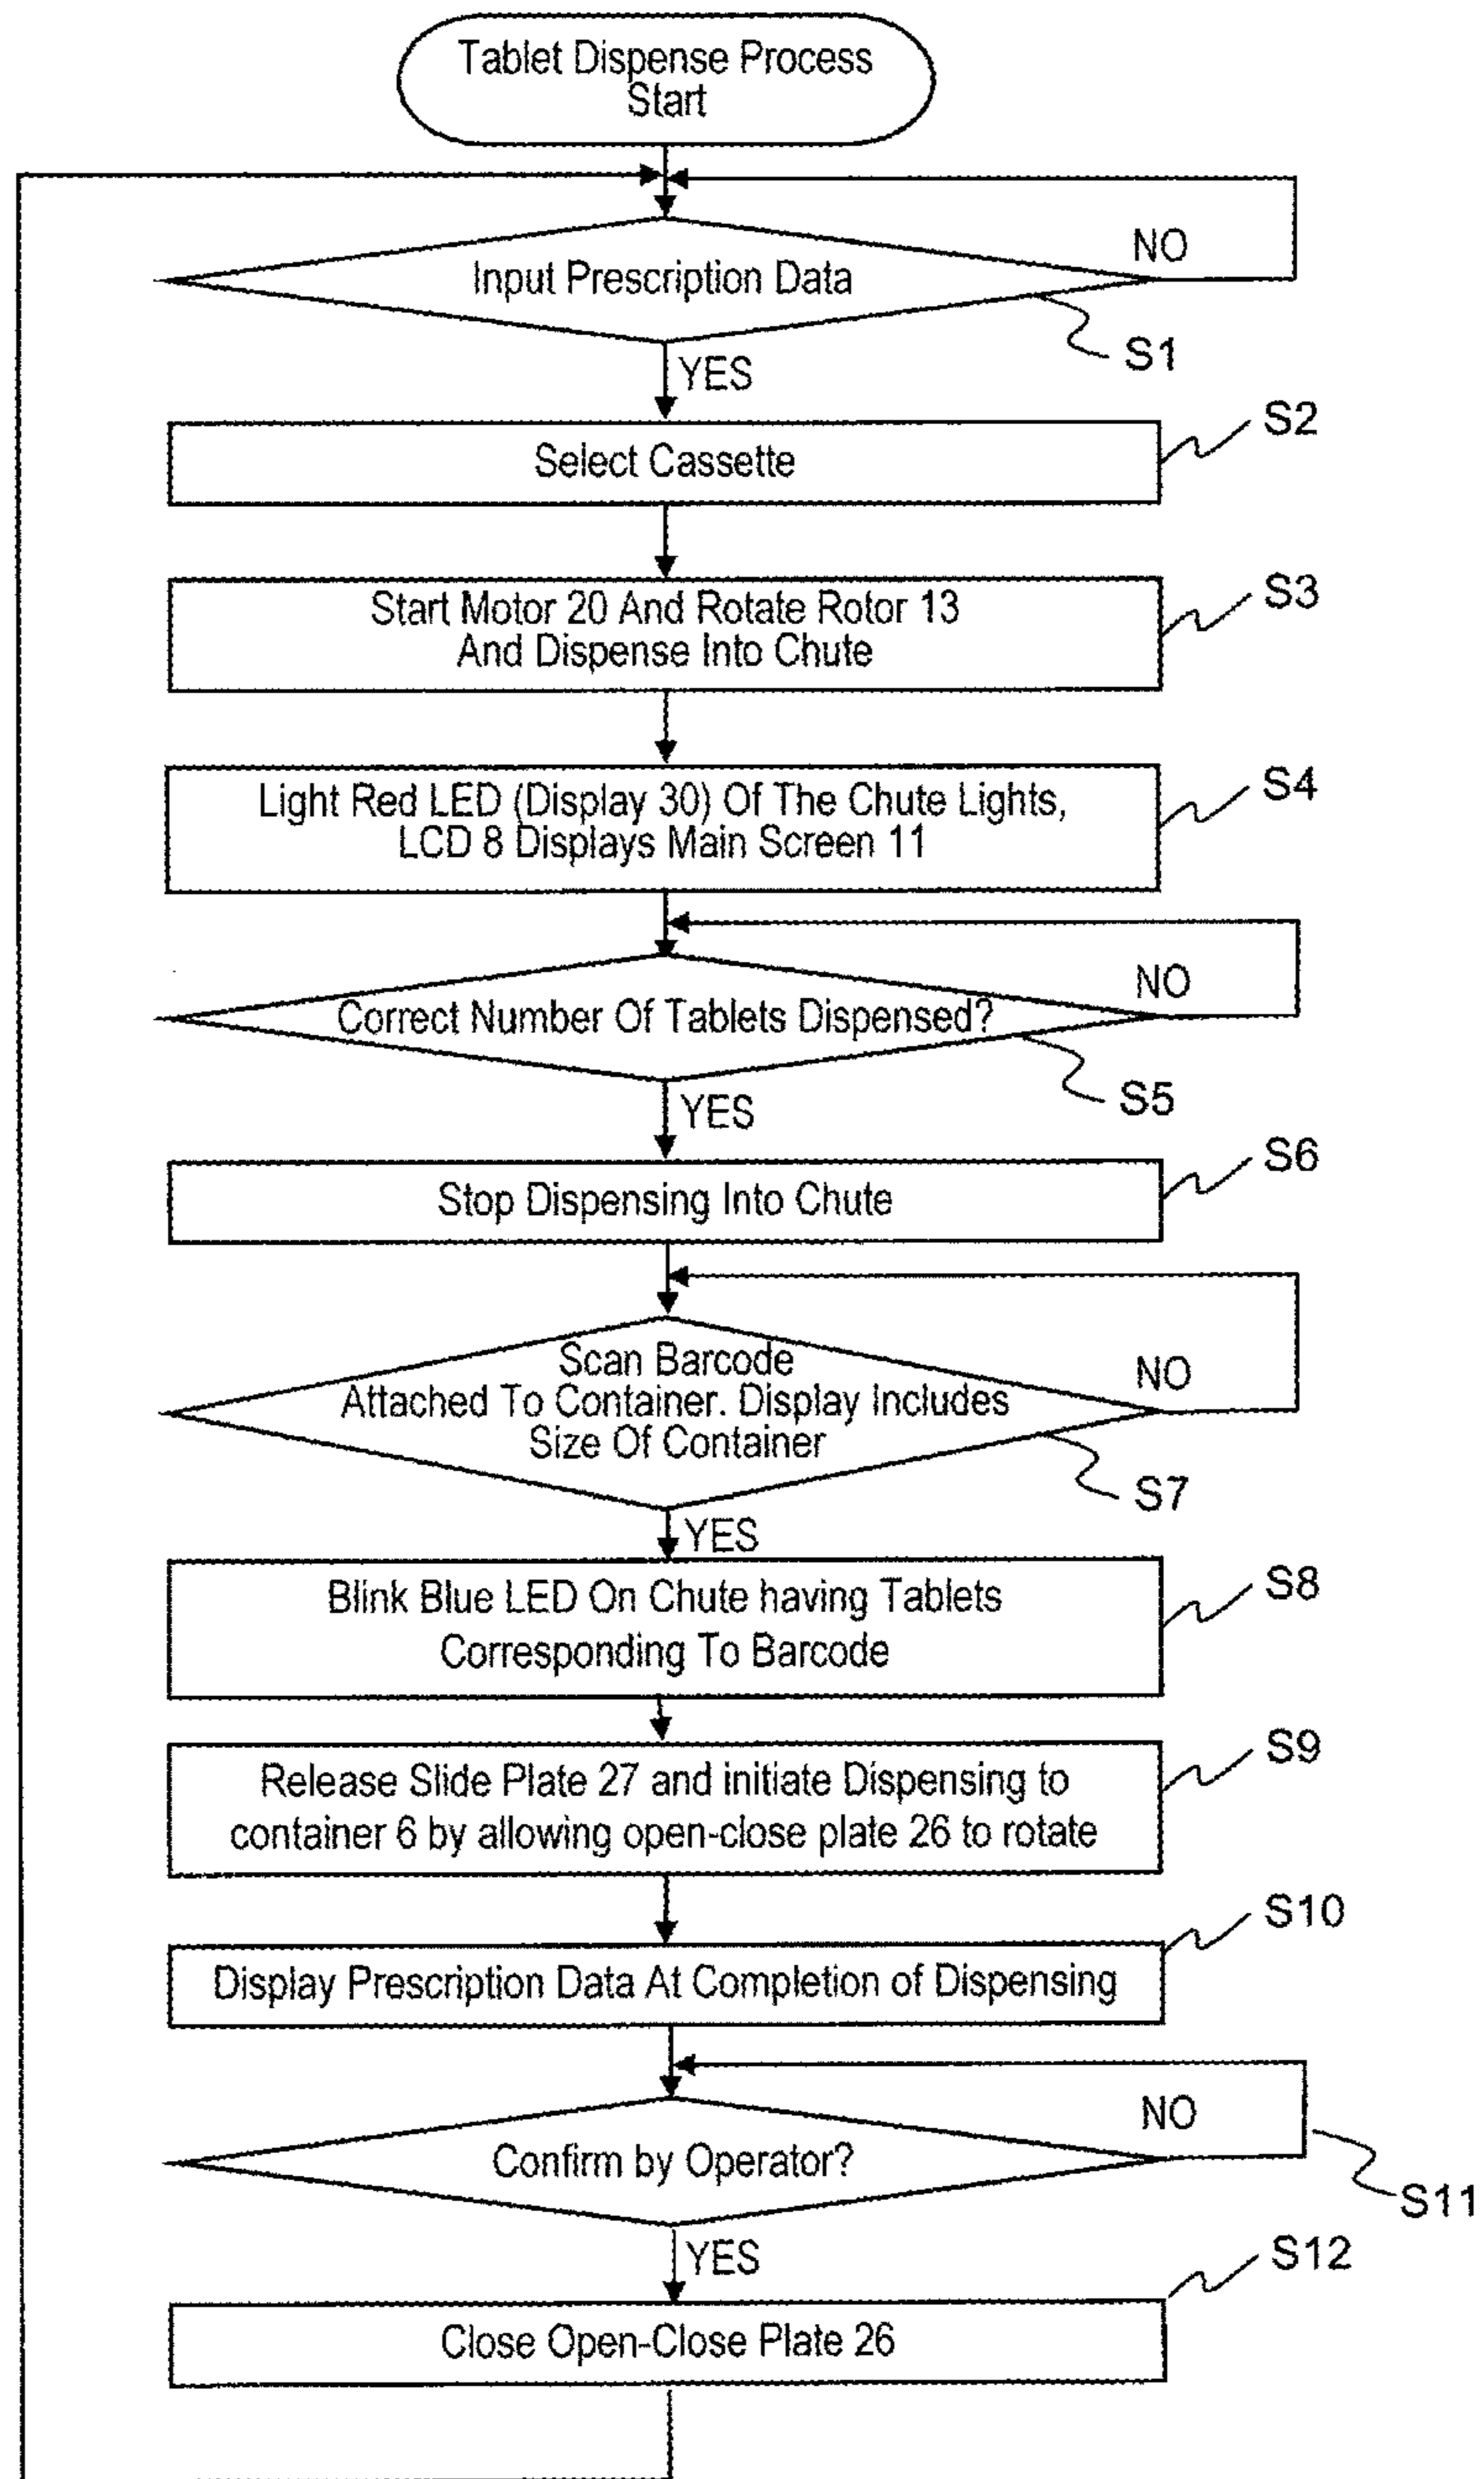 Tablet Dispense Process
Start
NO
Input Prescription Data
S1
YES
S2
Select Cassette
S3
Start Motor 20 And Rotate Rotor 13
And Dispense Into Chute
S4
Light Red LED (Display 30) Of The Chute Lights,
LCD 8 Displays Main Screen 11
NO
Correct Number Of Tablets Dispensed?
S5
YES
S6
Stop Dispensing Into Chute
Scan Barcode
NO
Attached To Container. Display Includes
Size Of Container
S7
YES
S8
Blink Blue LED On Chute having Tablets
Corresponding To Barcode
S9
Release Slide Plate 27 and initiate Dispensing to
container 6 by allowing open-close plate 26 to rotate
S10
Display Prescription Data At Completion of Dispensing
NO
Confirm by Operator?
S11
YES
S12
Close Open-Close Plate 26